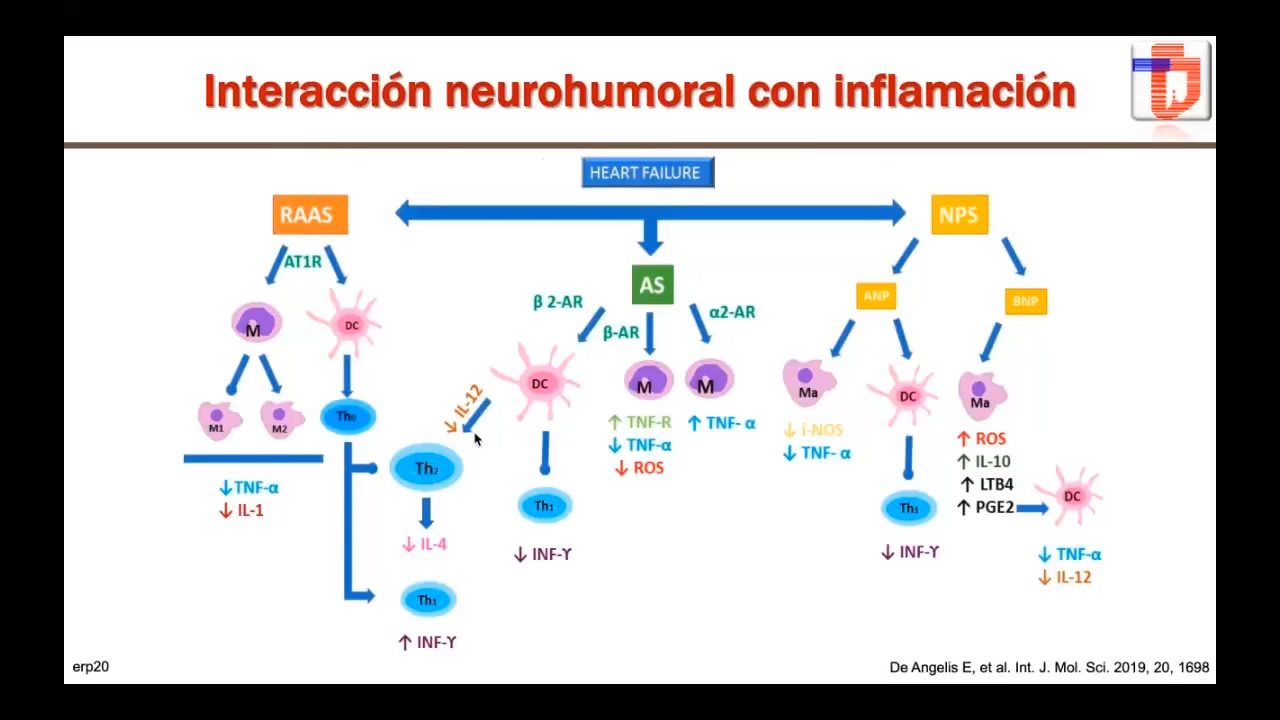 Interacción neurohumoral con inflamación
HEART FAILURE
RAAS
AT1R
M
DC
M1
M2
Th₀
↓TNF-α
↓ IL-1
Th₂
↓ IL-4
Th₁
↑ INF-ϒ
AS
β 2-AR
β-AR
α2-AR
↓ IL-12
DC
Th₁
↓ INF-ϒ
M
↑ TNF-R
↓ TNF-α
↓ ROS
M
↑ TNF- α
NPS
ANP
BNP
Ma
↓ i-NOS
↓ TNF- α
DC
Th₁
↓ INF-ϒ
Ma
↑ ROS
↑ IL-10
↑ LTB4
↑ PGE2
DC
↓ TNF-α
↓ IL-12
erp20
De Angelis E, et al. Int. J. Mol. Sci. 2019, 20, 1698